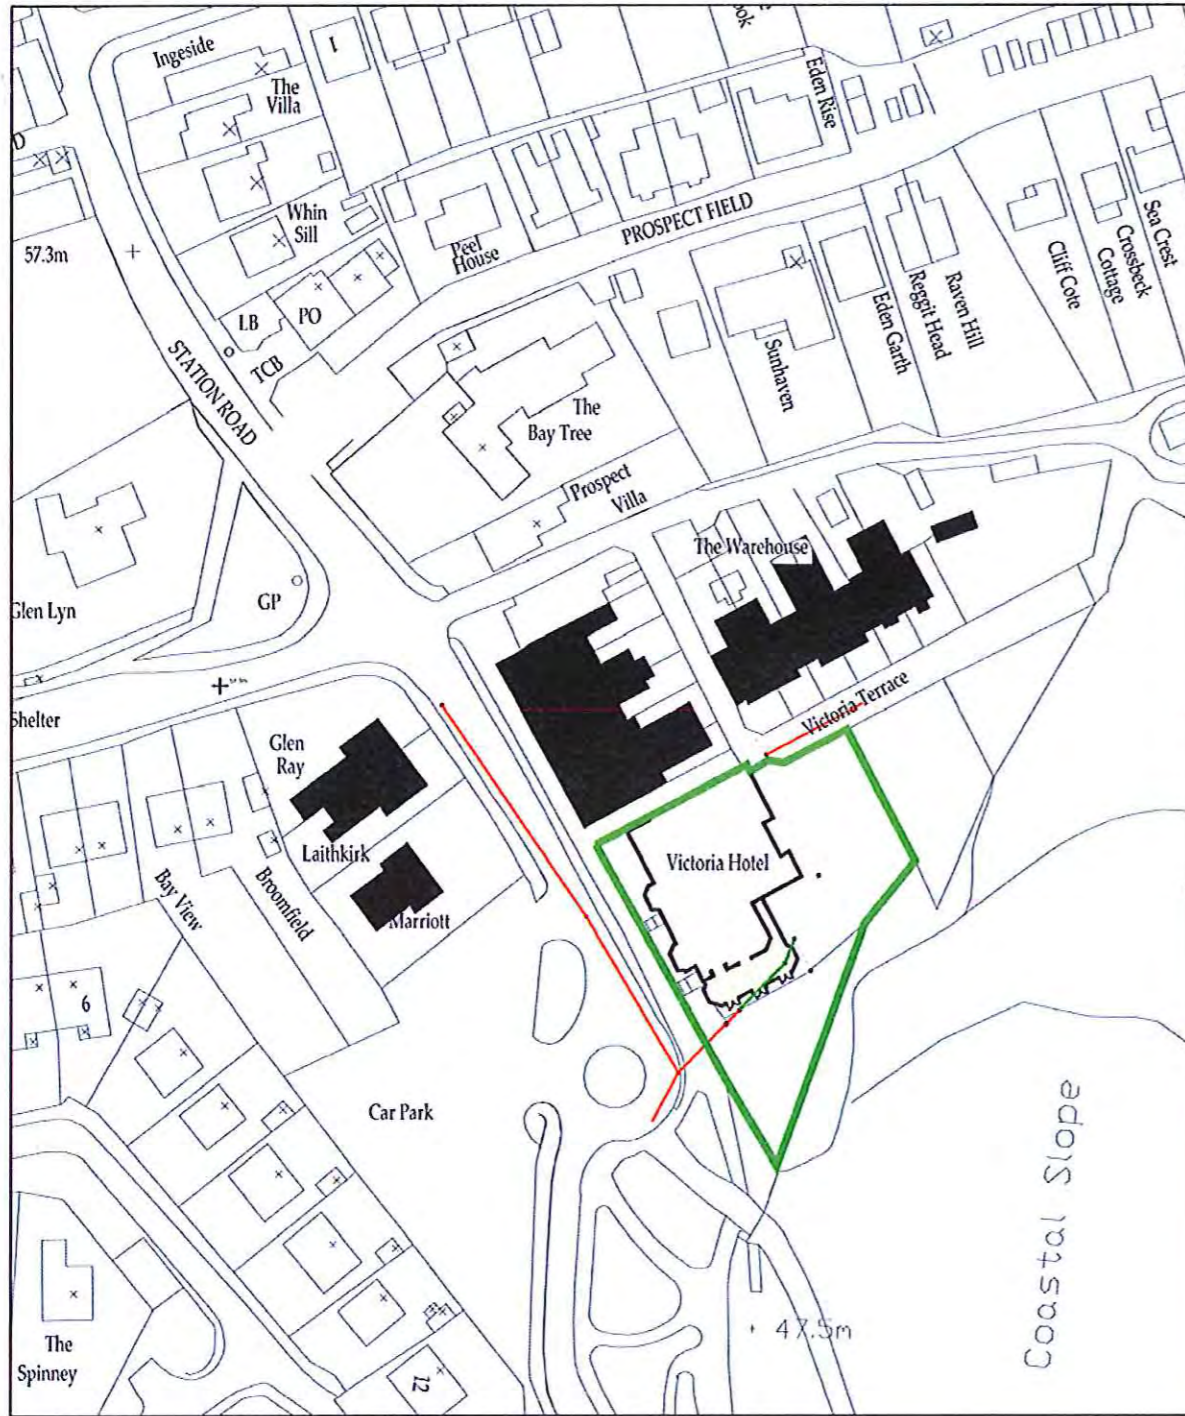 Ingeside
1
ook
The
Villa
Eden Rise
D
Whin
Sill
Peel
House
PROSPECT FIELD
57.3m
LB
PO
TCB
STATION ROAD
Sunhaven
Eden Garth
Reggit Head
Raven Hill
Cliff Cote
Crossbeck
Cottage
Sea Crest
The
Bay Tree
Prospect
Villa
The Warehouse
Glen Lyn
GP
Shelter
Victoria Terrace
Glen
Ray
Laithkirk
Marriott
Victoria Hotel
Bay View
Broomfield
6
Car Park
Coastal Slope
47.5m
The
Spinney
12